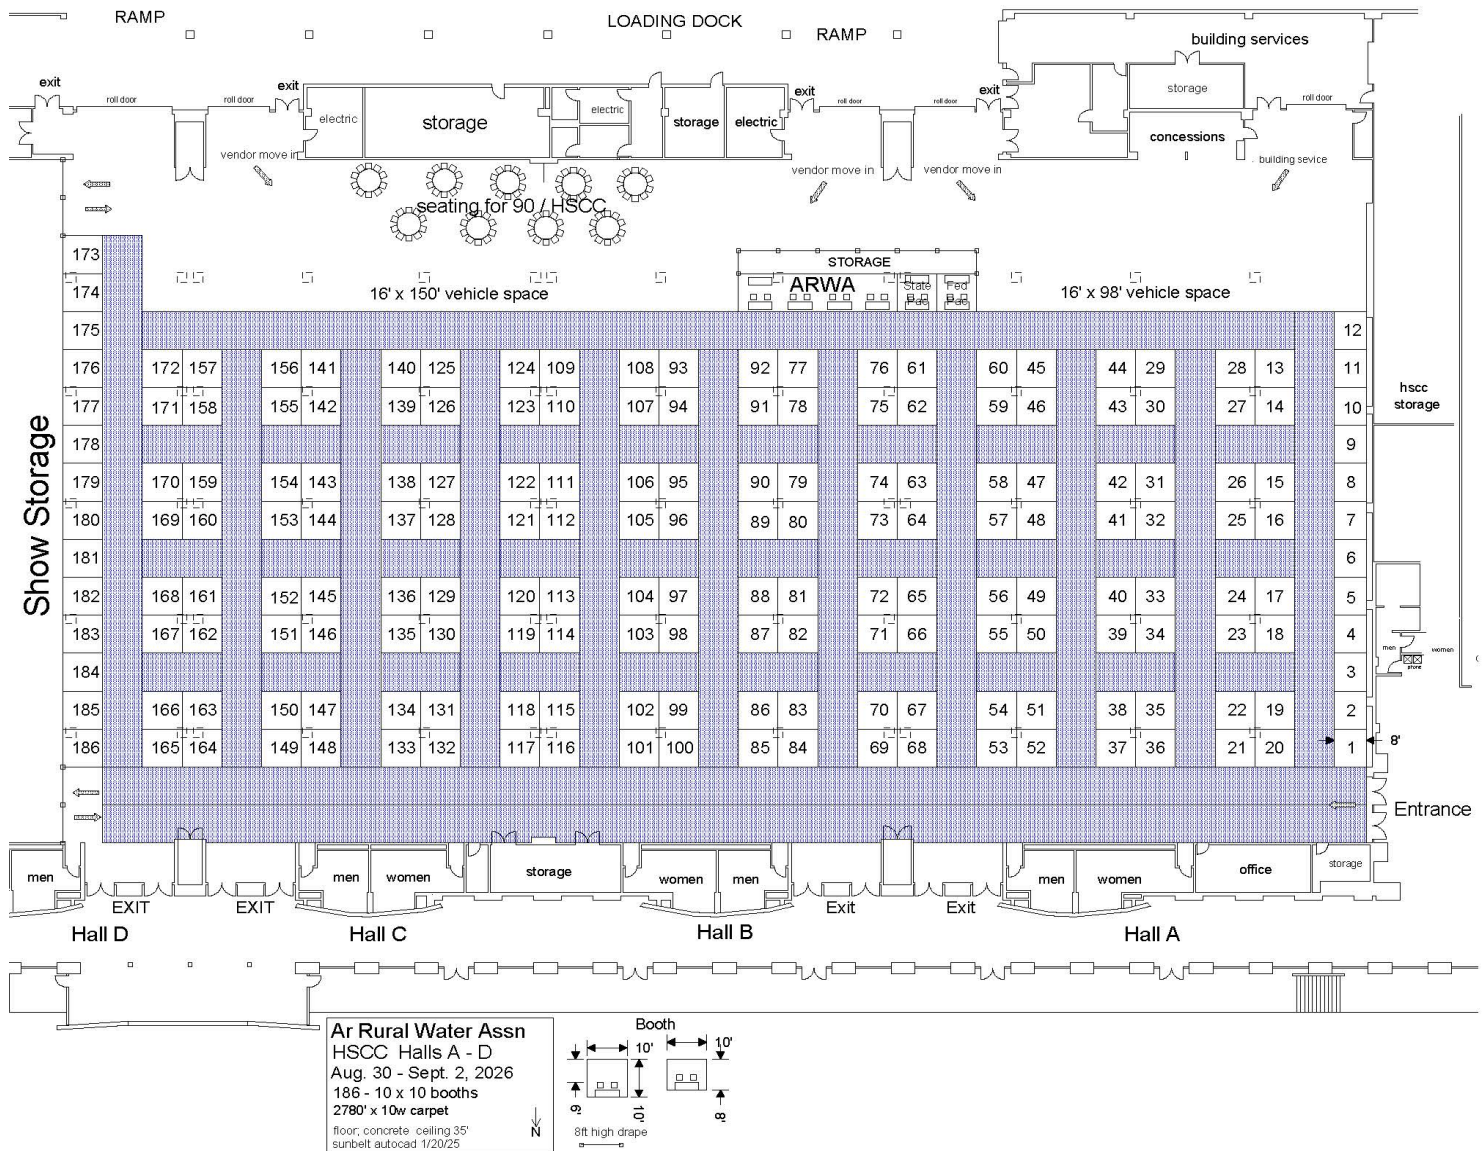 RAMP
LOADING DOCK
RAMP
building services
exit
exit
exit
exit
roll door
roll door
roll door
roll door
roll door
electric
storage
electric
storage
electric
storage
concessions
vendor move in
vendor move in
vendor move in
building sevice
seating for 90 / HSCC
STORAGE
ARWA
State
Pac
Fed
Pac
16' x 150' vehicle space
16' x 98' vehicle space
173
174
175 12
176 172 157 156 141 140 125 124 109 108 93 92 77 76 61 60 45 44 29 28 13 11
177 171 158 155 142 139 126 123 110 107 94 91 78 75 62 59 46 43 30 27 14 10
178 9
179 170 159 154 143 138 127 122 111 106 95 90 79 74 63 58 47 42 31 26 15 8
180 169 160 153 144 137 128 121 112 105 96 89 80 73 64 57 48 41 32 25 16 7
181 6
182 168 161 152 145 136 129 120 113 104 97 88 81 72 65 56 49 40 33 24 17 5
183 167 162 151 146 135 130 119 114 103 98 87 82 71 66 55 50 39 34 23 18 4
184 3
185 166 163 150 147 134 131 118 115 102 99 86 83 70 67 54 51 38 35 22 19 2
186 165 164 149 148 133 132 117 116 101 100 85 84 69 68 53 52 37 36 21 20 1
8'
Show Storage
hscc
storage
men
women
Entrance
men
men
women
storage
women
men
men
women
office
storage
EXIT
EXIT
Exit
Exit
Hall D
Hall C
Hall B
Hall A
Ar Rural Water Assn
HSCC Halls A - D
Aug. 30 - Sept. 2, 2026
186 - 10 x 10 booths
2780' x 10w carpet
floor; concrete ceiling 35'
sunbelt autocad 1/20/25
N
Booth
10'
10'
6'
10'
8'
8ft high drape